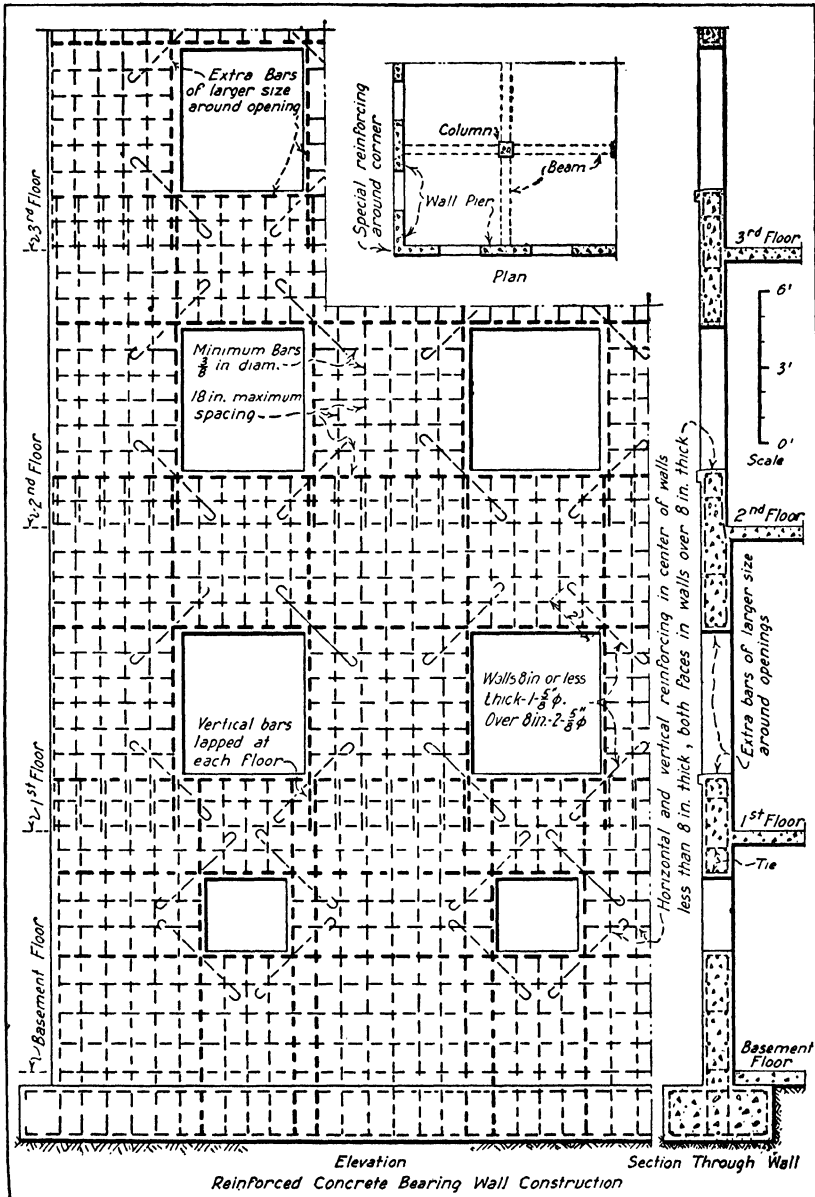 Extra Bars
of larger size
around opening
Special reinforcing
around corner
Column
20
Beam
Wall Pier
Plan
3rd Floor
3rd Floor
6'
3'
0'
Scale
Minimum Bars
3/8 in diam.
18 in. maximum
spacing
2nd Floor
2nd Floor
Horizontal and vertical reinforcing in center of walls
less than 8 in. thick, both faces in walls over 8 in. thick
Walls 8 in or less
thick-1-5/8"φ.
Over 8 in.-2-5/8"φ
Extra bars of larger size
around openings
Vertical bars
lapped at
each Floor
1st Floor
1st Floor
Tie
Basement Floor
Basement
Floor
Elevation
Section Through Wall
Reinforced Concrete Bearing Wall Construction